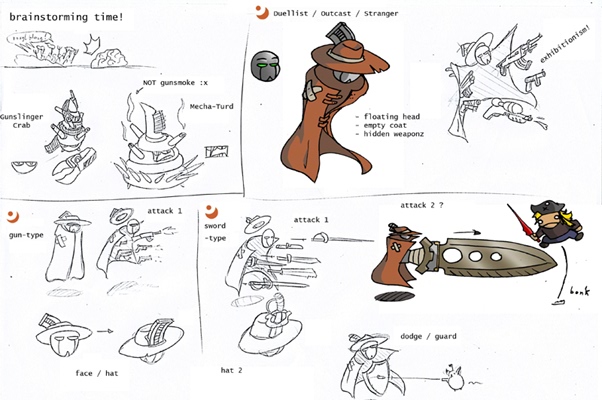 brainstorming time!
NOT gunsmoke :x
Gunslinger
Crab
Mecha-Turd
Duellist / Outcast / Stranger
- floating head
- empty coat
- hidden weaponz
exhibitionism!
gun-type
attack 1
face / hat
sword
-type
attack 1
hat 2
attack 2 ?
bonk
dodge / guard